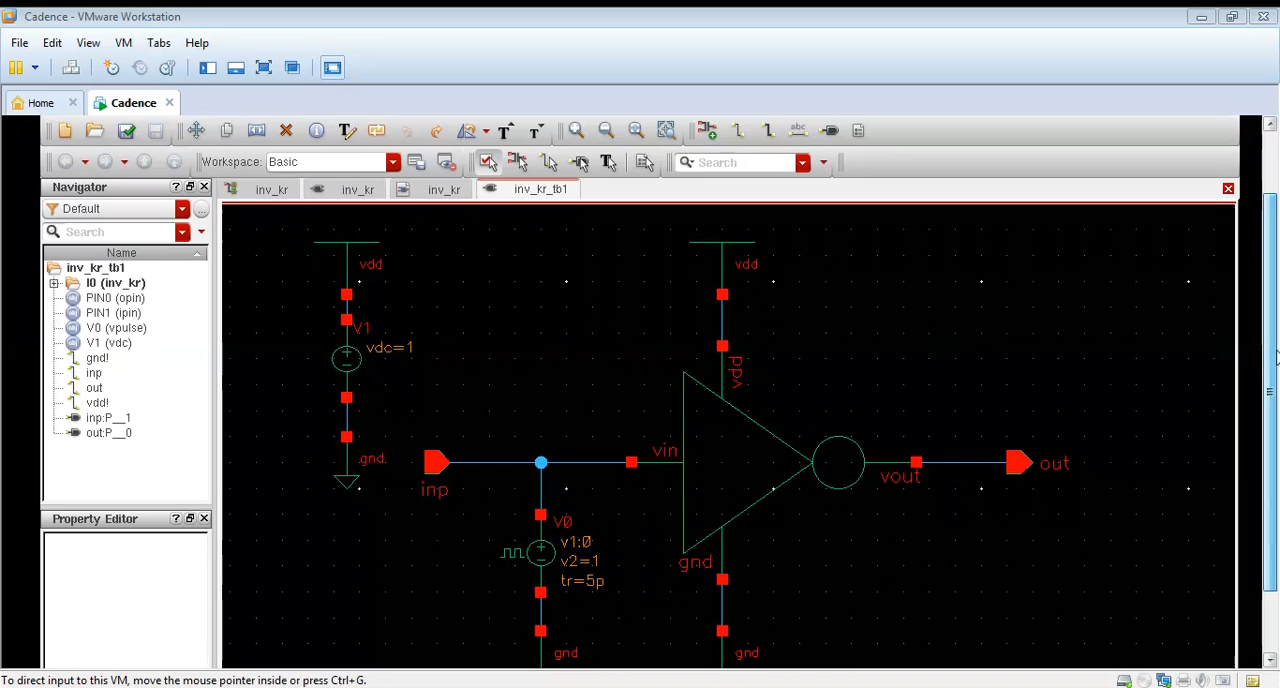 Cadence - VMware Workstation
File Edit View VM Tabs Help
Home Cadence
Workspace: Basic Search
Navigator
inv_kr inv_kr inv_kr inv_kr_tb1
Default
Search
Name
inv_kr_tb1
I0 (inv_kr)
PIN0 (opin)
PIN1 (ipin)
V0 (vpulse)
V1 (vdc)
gnd!
inp
out
vdd!
inp:P__1
out:P__0
Property Editor
vdd
V1
vdc=1
gnd
inp
V0
v1:0
v2=1
tr=5p
gnd
vdd
vdd
vin
gnd
vout
out
gnd
To direct input to this VM, move the mouse pointer inside or press Ctrl+G.